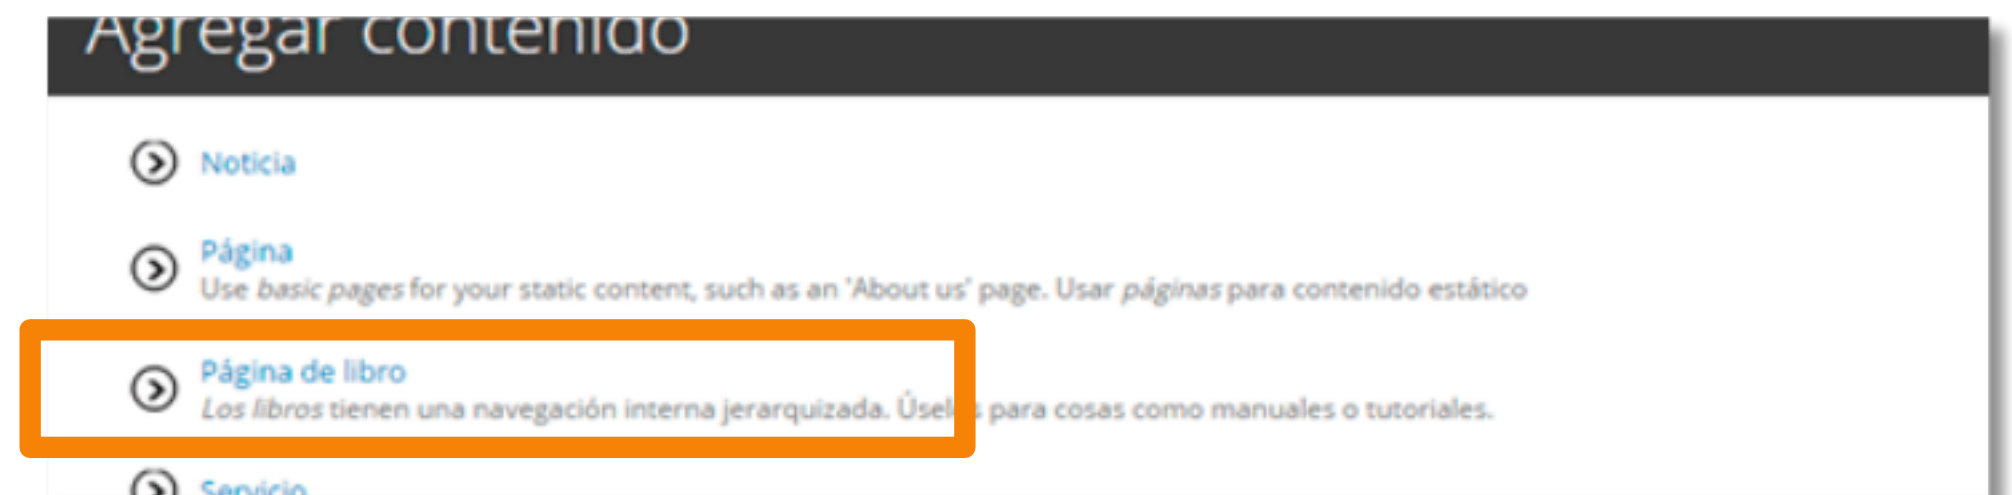 Agregar contenido
Noticia
Página
Use basic pages for your static content, such as an 'About us' page. Usar páginas para contenido estático
Página de libro
Los libros tienen una navegación interna jerarquizada. Úselos para cosas como manuales o tutoriales.
Servicio